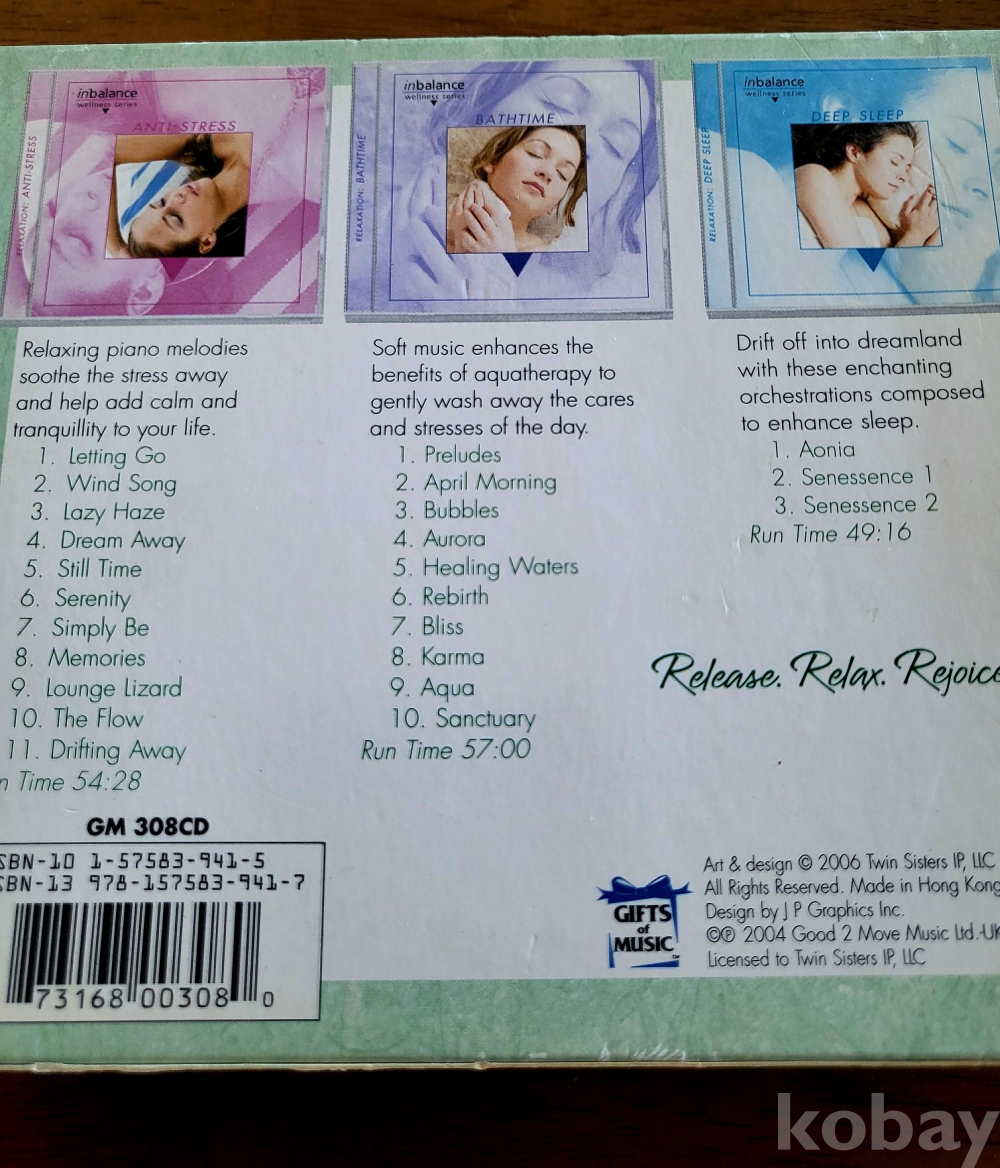 inbalance
wellness series
ANTI-STRESS
RELAXATION: ANTI-STRESS
inbalance
wellness series
BATHTIME
RELAXATION: BATHTIME
inbalance
wellness series
DEEP SLEEP
RELAXATION: DEEP SLEEP
Relaxing piano melodies
soothe the stress away
and help add calm and
tranquillity to your life.
1. Letting Go
2. Wind Song
3. Lazy Haze
4. Dream Away
5. Still Time
6. Serenity
7. Simply Be
8. Memories
9. Lounge Lizard
10. The Flow
11. Drifting Away
n Time 54:28
Soft music enhances the
benefits of aquatherapy to
gently wash away the cares
and stresses of the day.
1. Preludes
2. April Morning
3. Bubbles
4. Aurora
5. Healing Waters
6. Rebirth
7. Bliss
8. Karma
9. Aqua
10. Sanctuary
Run Time 57:00
Drift off into dreamland
with these enchanting
orchestrations composed
to enhance sleep.
1. Aonia
2. Senessence 1
3. Senessence 2
Run Time 49:16
Release. Relax. Rejoice
GM 308CD
SBN-10 1-57583-941-5
SBN-13 978-157583-941-7
73168 00308 0
GIFTS
of
MUSIC
TM
Art & design © 2006 Twin Sisters IP, LLC
All Rights Reserved. Made in Hong Kong
Design by J P Graphics Inc.
©℗ 2004 Good 2 Move Music Ltd.-UK
Licensed to Twin Sisters IP, LLC
kobay